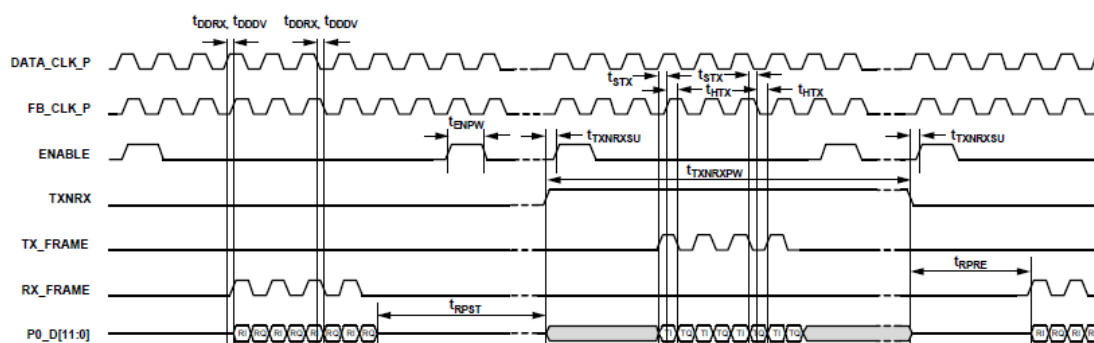 tDDRX, tDDDV tDDRX, tDDDV
DATA_CLK_P
tSTX tSTX
FB_CLK_P
tHTX tHTX
tENPW
tTXNRXSU tTXNRXSU
ENABLE
tTXNRXPW
TXNRX
TX_FRAME
tRPRE
RX_FRAME
tRPST
P0_D[11:0] RI RQ RI RQ RI RQ RI RQ TI TQ TI TQ TI TQ TI TQ RI RQ RI